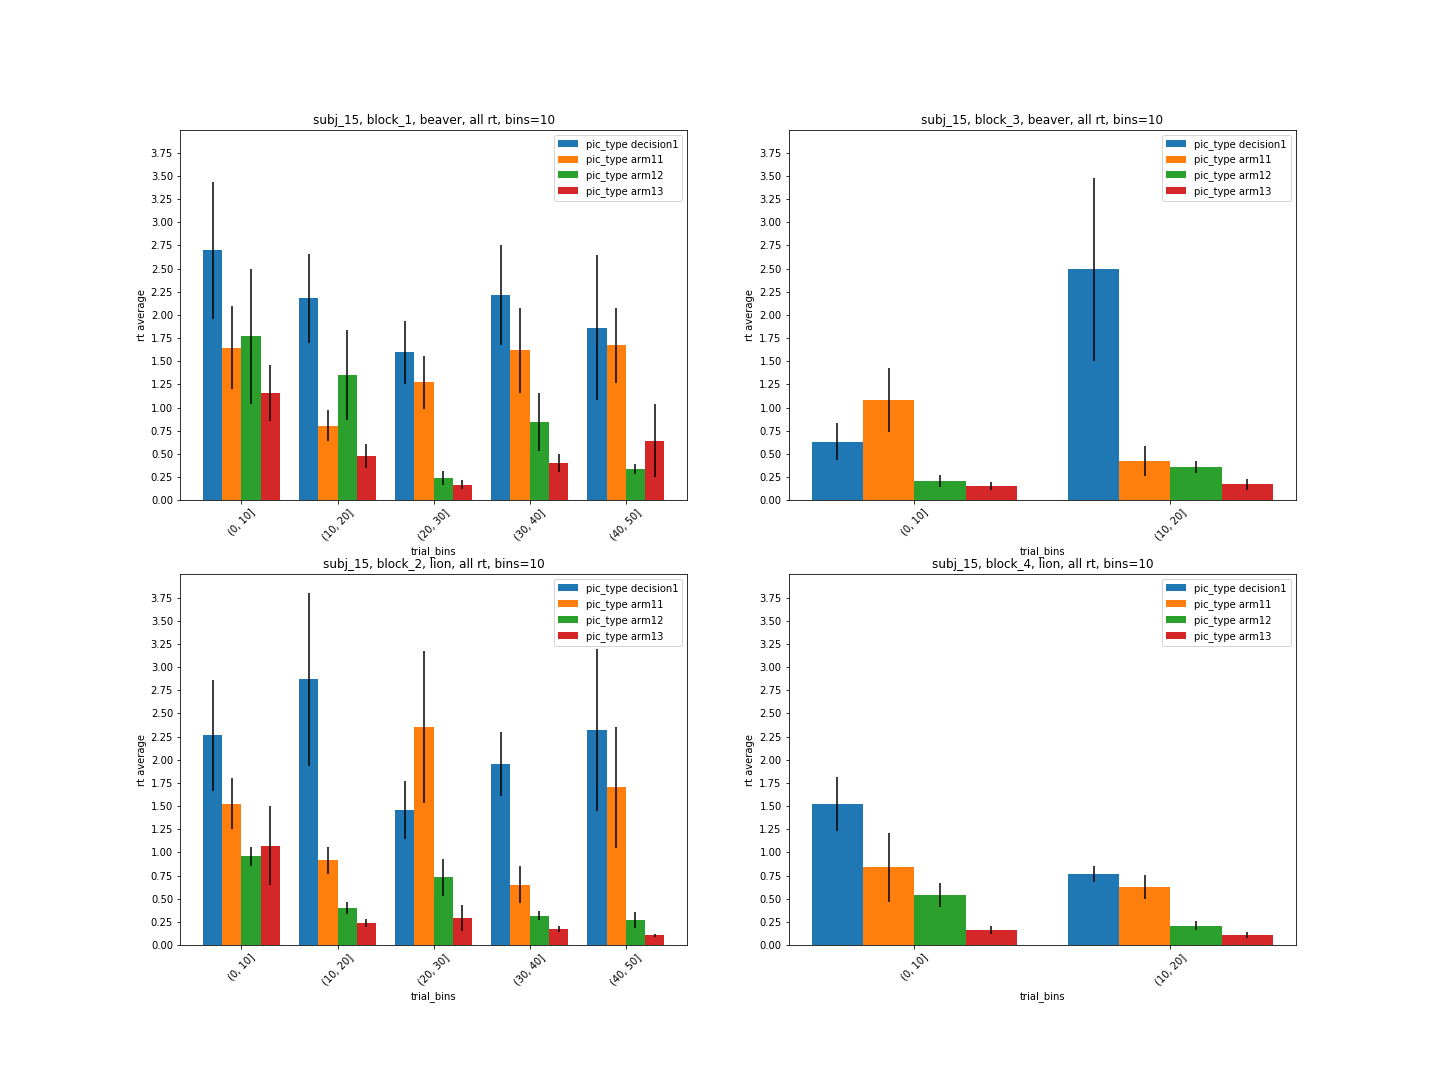 subj_15, block_1, beaver, all rt, bins=10
rt average
3.75
3.50
3.25
3.00
2.75
2.50
2.25
2.00
1.75
1.50
1.25
1.00
0.75
0.50
0.25
0.00
pic_type decision1
pic_type arm11
pic_type arm12
pic_type arm13
(0, 10]
(10, 20]
(20, 30]
(30, 40]
(40, 50]
trial_bins
subj_15, block_3, beaver, all rt, bins=10
rt average
3.75
3.50
3.25
3.00
2.75
2.50
2.25
2.00
1.75
1.50
1.25
1.00
0.75
0.50
0.25
0.00
pic_type decision1
pic_type arm11
pic_type arm12
pic_type arm13
(0, 10]
(10, 20]
trial_bins
subj_15, block_2, lion, all rt, bins=10
rt average
3.75
3.50
3.25
3.00
2.75
2.50
2.25
2.00
1.75
1.50
1.25
1.00
0.75
0.50
0.25
0.00
pic_type decision1
pic_type arm11
pic_type arm12
pic_type arm13
(0, 10]
(10, 20]
(20, 30]
(30, 40]
(40, 50]
trial_bins
subj_15, block_4, lion, all rt, bins=10
rt average
3.75
3.50
3.25
3.00
2.75
2.50
2.25
2.00
1.75
1.50
1.25
1.00
0.75
0.50
0.25
0.00
pic_type decision1
pic_type arm11
pic_type arm12
pic_type arm13
(0, 10]
(10, 20]
trial_bins